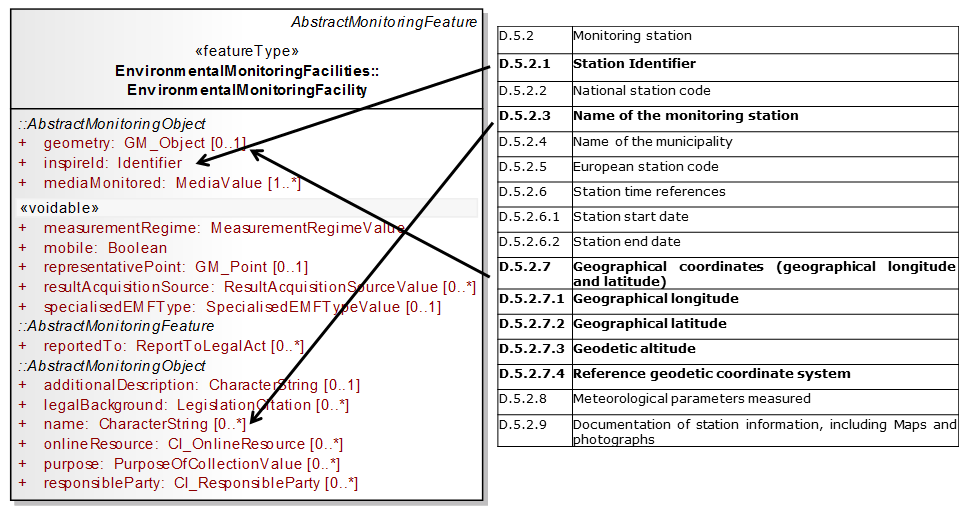 AbstractMonitoringFeature
«featureType»
EnvironmentalMonitoringFacilities::
EnvironmentalMonitoringFacility
::AbstractMonitoringObject
+ geometry: GM_Object [0..1]
+ inspireId: Identifier
+ mediaMonitored: MediaValue [1..*]
«voidable»
+ measurementRegime: MeasurementRegimeValue
+ mobile: Boolean
+ representativePoint: GM_Point [0..1]
+ resultAcquisitionSource: ResultAcquisitionSourceValue [0..*]
+ specialisedEMFType: SpecialisedEMFTypeValue [0..1]
::AbstractMonitoringFeature
+ reportedTo: ReportToLegalAct [0..*]
::AbstractMonitoringObject
+ additionalDescription: CharacterString [0..1]
+ legalBackground: LegislationCitation [0..*]
+ name: CharacterString [0..*]
+ onlineResource: CI_OnlineResource [0..*]
+ purpose: PurposeOfCollectionValue [0..*]
+ responsibleParty: CI_ResponsibleParty [0..*]
D.5.2 Monitoring station
D.5.2.1 Station Identifier
D.5.2.2 National station code
D.5.2.3 Name of the monitoring station
D.5.2.4 Name of the municipality
D.5.2.5 European station code
D.5.2.6 Station time references
D.5.2.6.1 Station start date
D.5.2.6.2 Station end date
D.5.2.7 Geographical coordinates (geographical longitude
and latitude)
D.5.2.7.1 Geographical longitude
D.5.2.7.2 Geographical latitude
D.5.2.7.3 Geodetic altitude
D.5.2.7.4 Reference geodetic coordinate system
D.5.2.8 Meteorological parameters measured
D.5.2.9 Documentation of station information, including Maps and
photographs